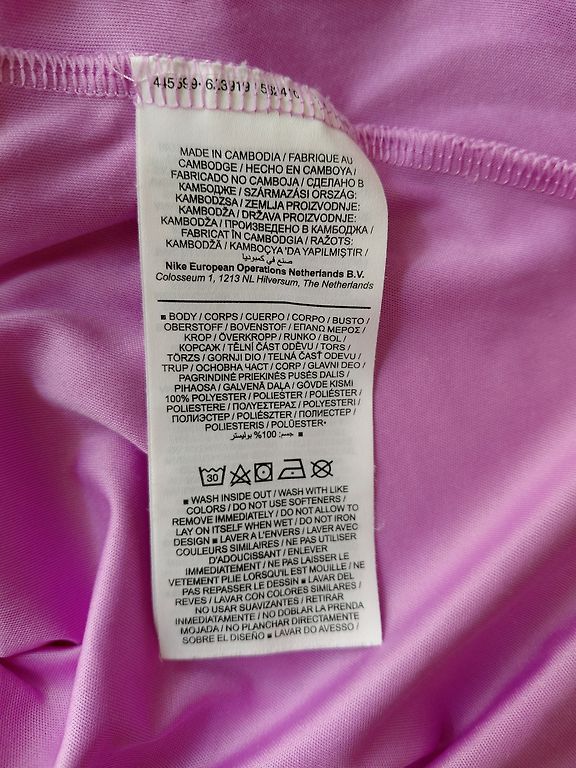 MADE IN CAMBODIA / FABRIQUE AU
CAMBODGE / HECHO EN CAMBOYA /
FABRICADO NO CAMBOJA / СДЕЛАНО В
КАМБОДЖЕ / SZÁRMAZÁSI ORSZÁG:
KAMBODZSA / ZEMLJA PROIZVODNJE:
KAMBODŽA / DRŽAVA PROIZVODNJE:
KAMBODŽA / ПРОИЗВЕДЕНО В КАМБОДЖА /
FABRICAT ÎN CAMBODGIA / RAŽOTS:
KAMBODŽĀ / KAMBOÇYA 'DA YAPILMIŞTIR /
صنع في كمبوديا
Nike European Operations Netherlands B.V.
Colosseum 1, 1213 NL Hilversum, The Netherlands
■ BODY / CORPS / CUERPO / CORPO / BUSTO /
OBERSTOFF / BOVENSTOF / ΕΠΑΝΩ ΜΕΡΟΣ /
KROP / ÖVERKROPP / RUNKO / BOL /
КОРСАЖ / TĚLNÍ ČÁST ODĚVU / TORS /
TÖRZS / GORNJI DIO / TELNÁ ČASŤ ODEVU /
TRUP / ОСНОВНА ЧАСТ / CORP / GLAVNI DEO /
PAGRINDINĖ PRIEKINĖS PUSĖS DALIS /
PIHAOSA / GALVENĀ DAĻA / GÖVDE KISMI
100% POLYESTER / POLIESTER / POLIÉSTER /
POLIESTERE / ΠΟΛΥΕΣΤΕΡΑΣ / POLYESTERI /
ПОЛИЭСТЕР / POLIÉSZTER / ПОЛИЕСТЕР /
POLIESTERIS / POLÜESTER*
■ جسم: 100% بوليستر ■
30
■ WASH INSIDE OUT / WASH WITH LIKE
COLORS / DO NOT USE SOFTENERS /
REMOVE IMMEDIATELY / DO NOT ALLOW TO
LAY ON ITSELF WHEN WET / DO NOT IRON
DESIGN ■ LAVER A L'ENVERS / LAVER AVEC
COULEURS SIMILAIRES / NE PAS UTILISER
D'ADOUCISSANT / ENLEVER
IMMEDIATEMENT / NE PAS LAISSER LE
VETEMENT PLIE LORSQU'IL EST MOUILLE / NE
PAS REPASSER LE DESSIN ■ LAVAR DEL
REVES / LAVAR CON COLORES SIMILARES /
NO USAR SUAVIZANTES / RETIRAR
INMEDIATAMENTE / NO DOBLAR LA PRENDA
MOJADA / NO PLANCHAR DIRECTAMENTE
SOBRE EL DISEÑO ■ LAVAR DO AVESSO /